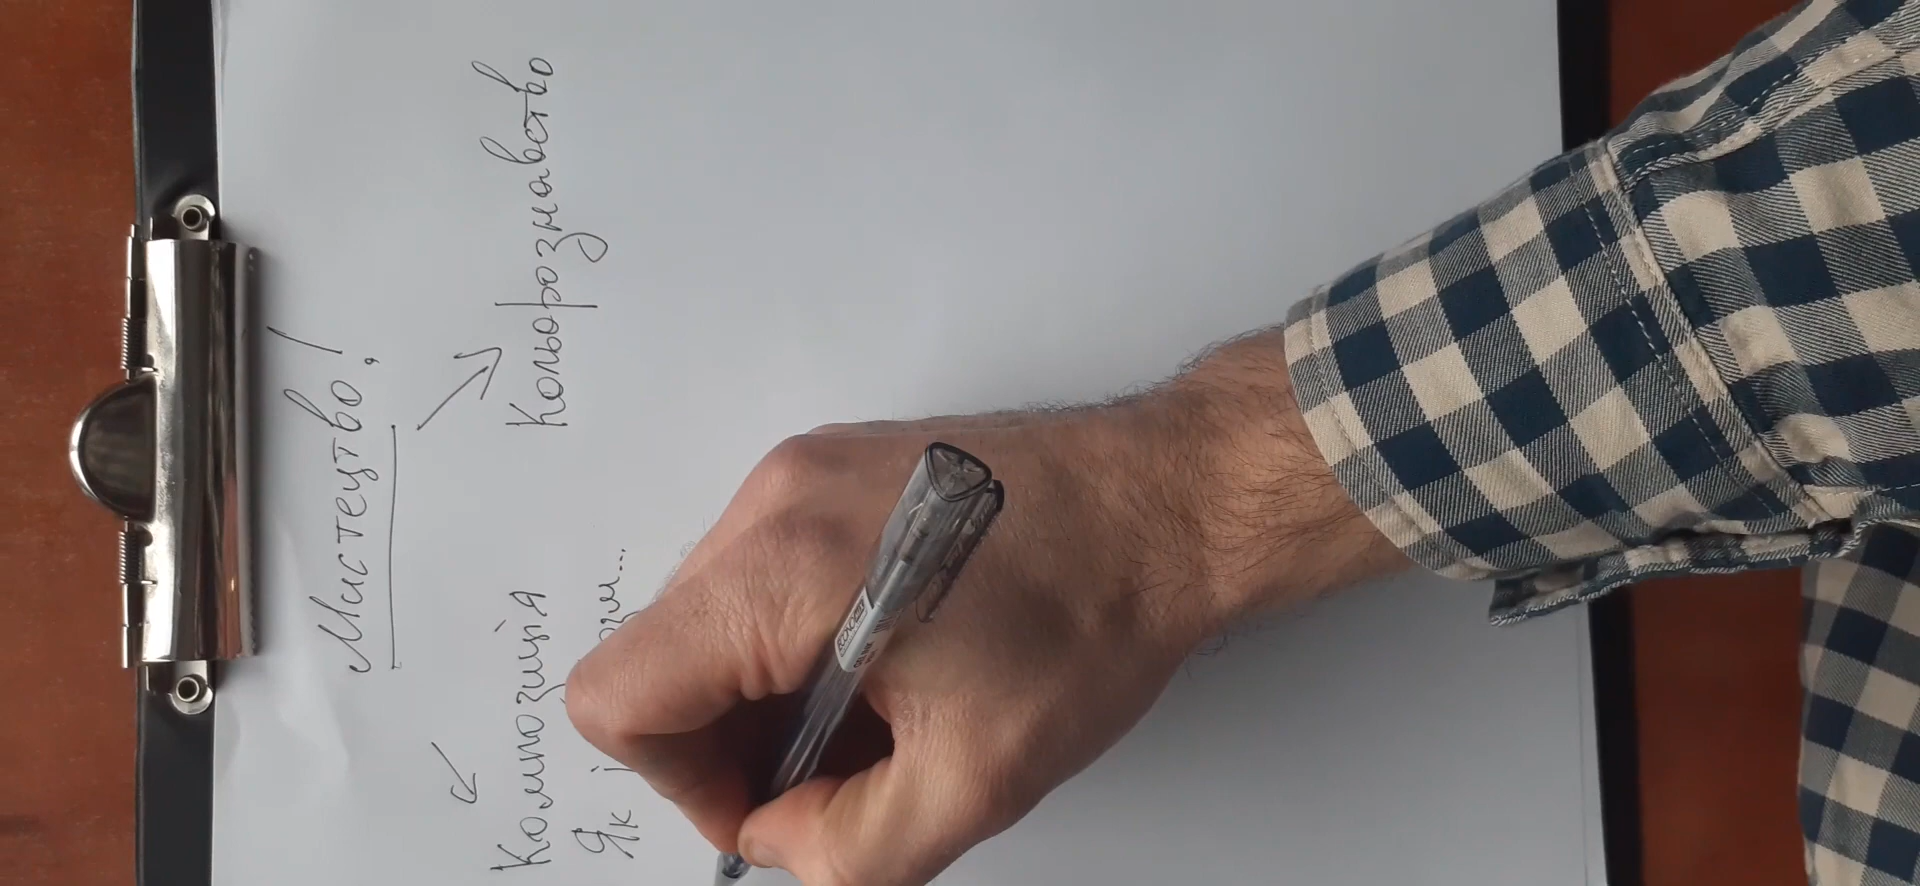 Мистецтво!
Композиція Кольорознавство
Як і